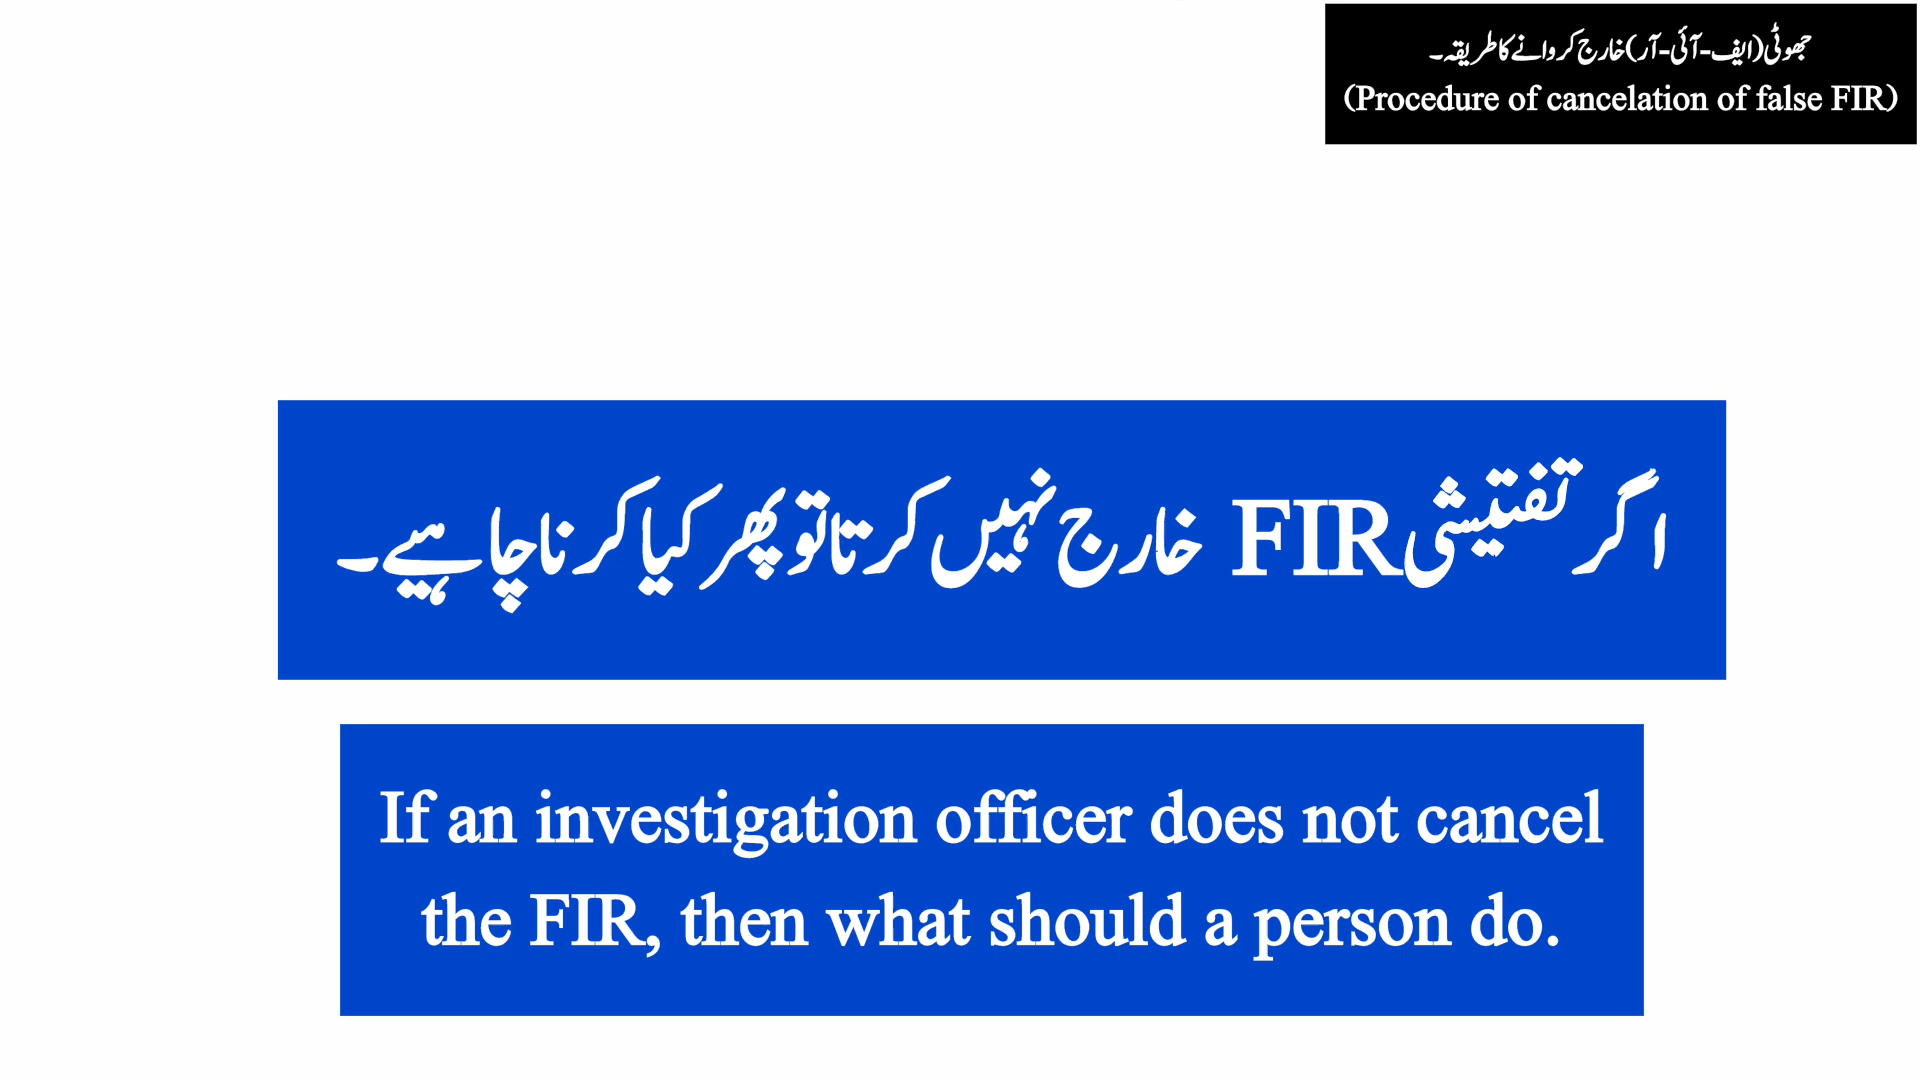 جھوٹی(ایف-آئی-آر)خارج کروانے کا طریقہ۔
(Procedure of cancelation of false FIR)
اگر تفتیشی FIR خارج نہیں کرتا تو پھر کیا کرنا چاہیے۔
If an investigation officer does not cancel
the FIR, then what should a person do.